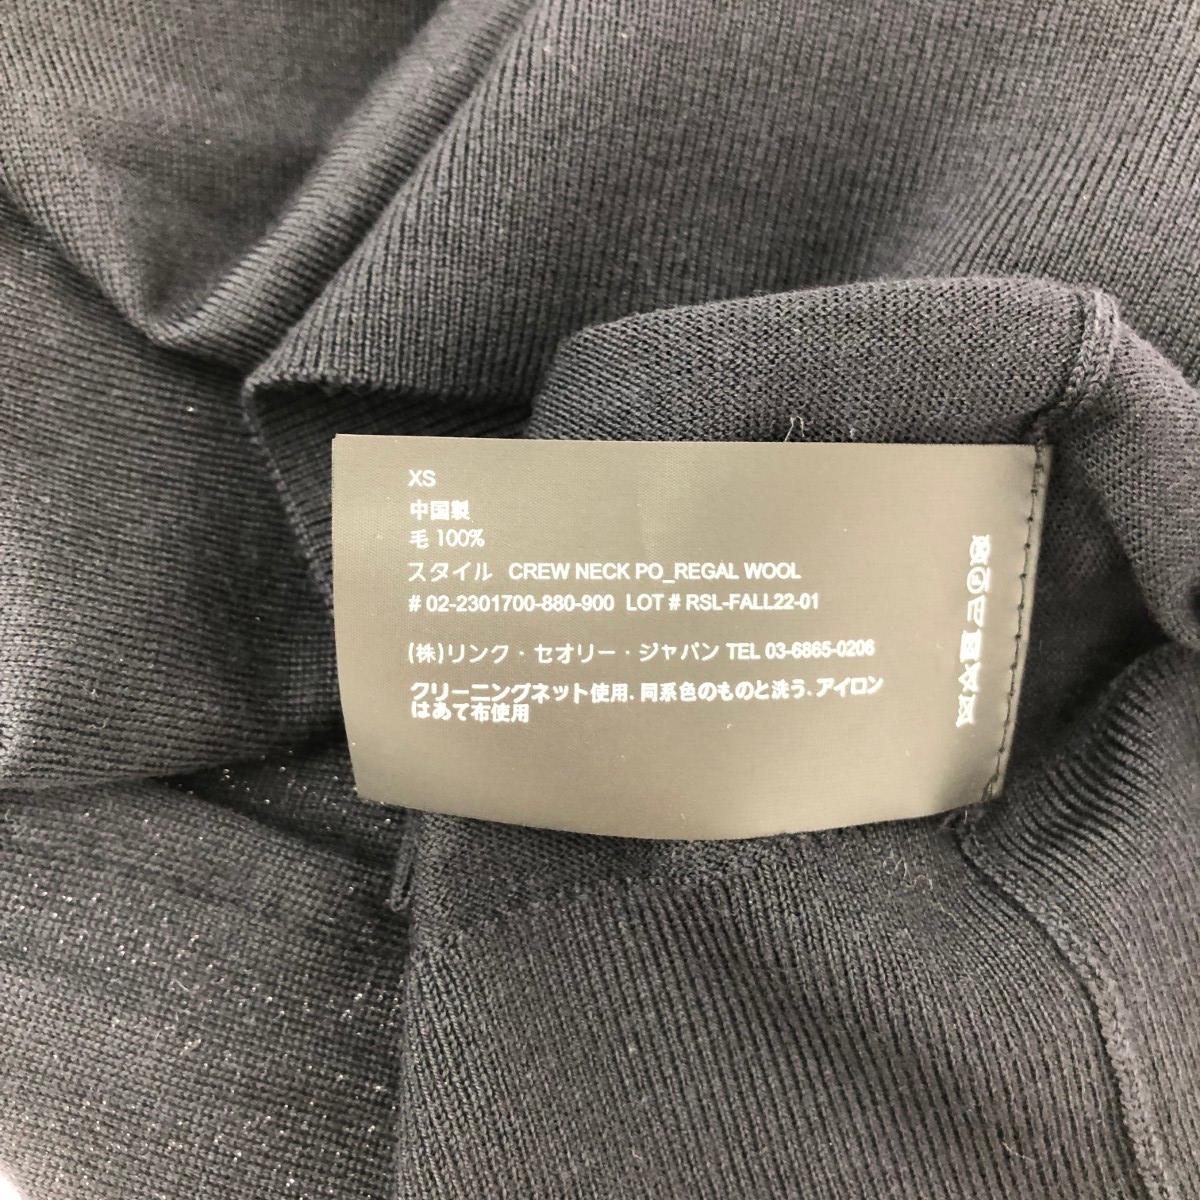 XS
中国製
毛 100%
スタイル CREW NECK PO_REGAL WOOL
# 02-2301700-880-900 LOT # RSL-FALL22-01
(株)リンク・セオリー・ジャパン TEL 03-6865-0206
クリーニングネット使用. 同系色のものと洗う. アイロン
はあて布使用